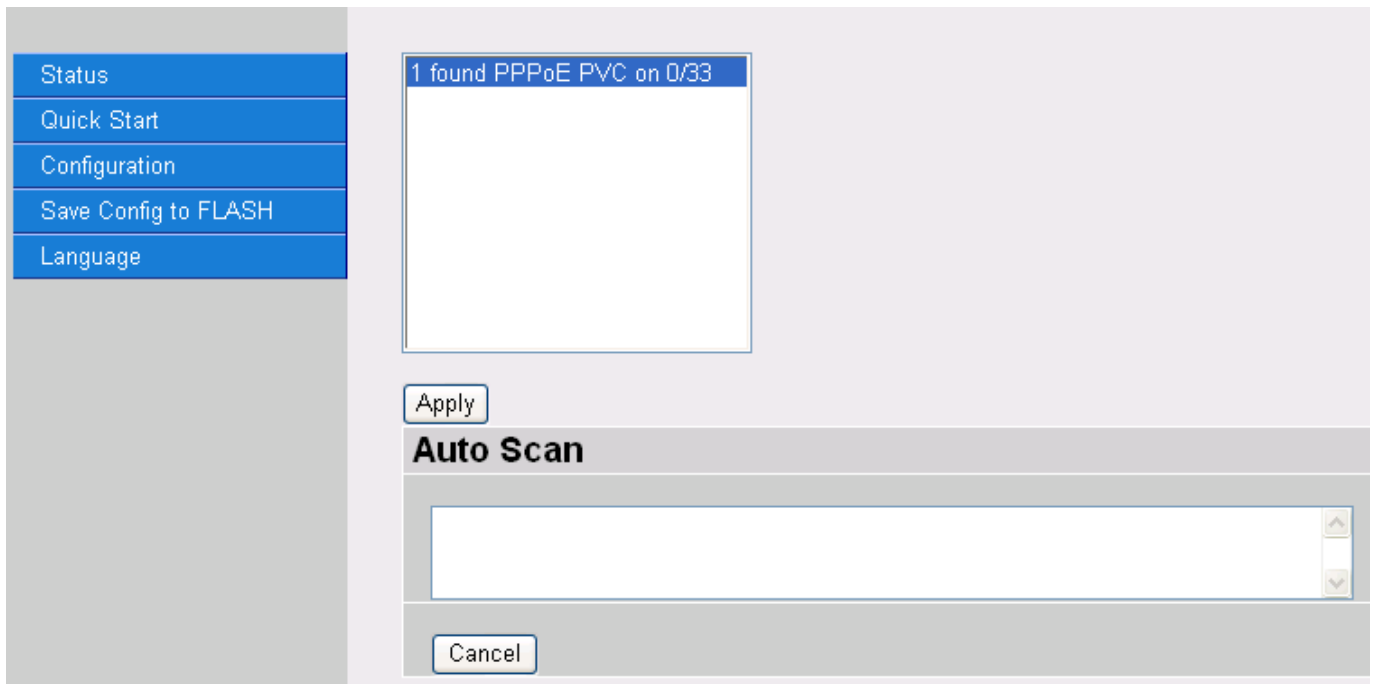 Status
Quick Start
Configuration
Save Config to FLASH
Language
1 found PPPoE PVC on 0/33
Apply
Auto Scan
Cancel